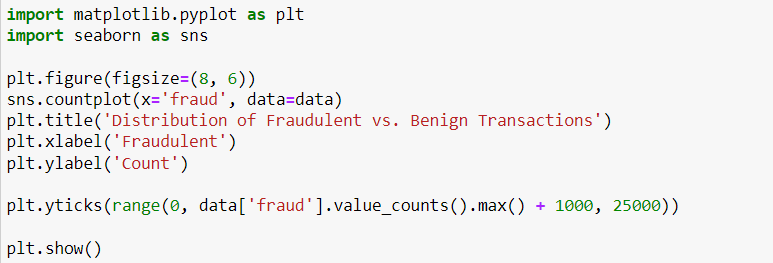 import matplotlib.pyplot as plt
import seaborn as sns
plt.figure(figsize=(8, 6))
sns.countplot(x='fraud', data=data)
plt.title('Distribution of Fraudulent vs. Benign Transactions')
plt.xlabel('Fraudulent')
plt.ylabel('Count')
plt.yticks(range(0, data['fraud'].value_counts().max() + 1000, 25000))
plt.show()